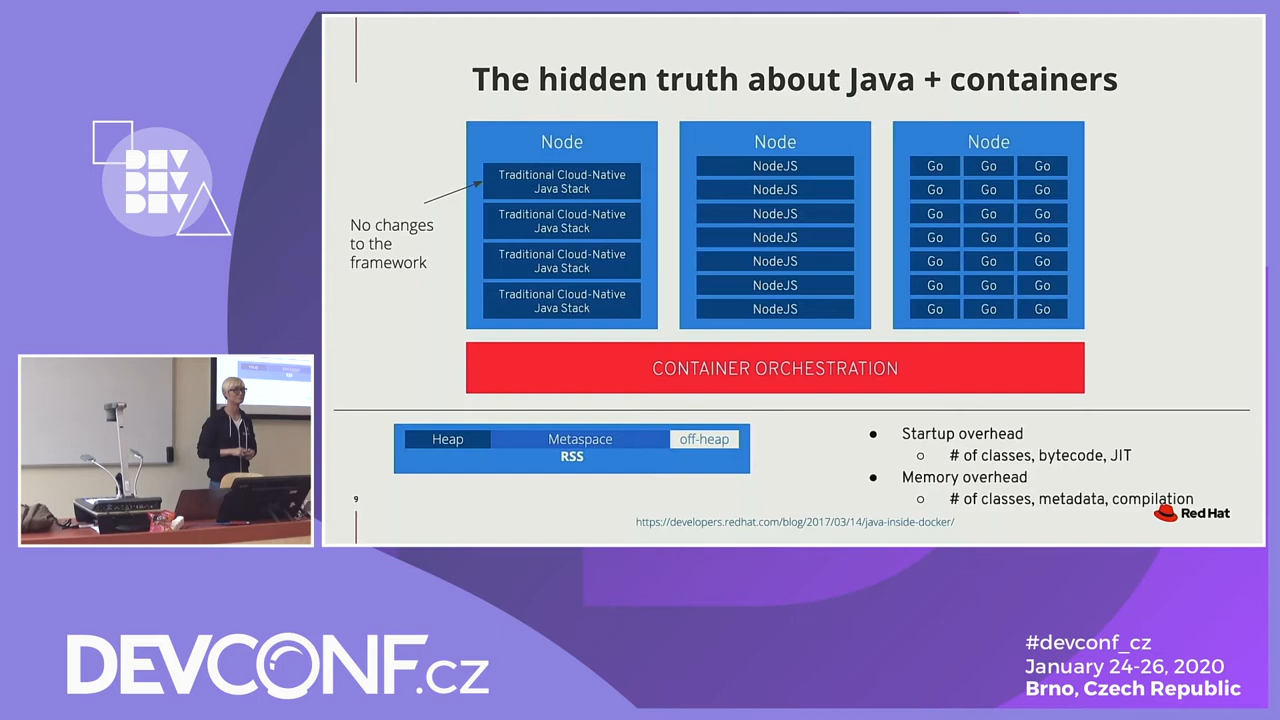 DEV
DEV
DEV
The hidden truth about Java + containers
No changes
to the
framework
Node
Traditional Cloud-Native
Java Stack
Traditional Cloud-Native
Java Stack
Traditional Cloud-Native
Java Stack
Traditional Cloud-Native
Java Stack
Node
NodeJS
NodeJS
NodeJS
NodeJS
NodeJS
NodeJS
NodeJS
Node
Go Go Go
Go Go Go
Go Go Go
Go Go Go
Go Go Go
Go Go Go
Go Go Go
CONTAINER ORCHESTRATION
Heap Metaspace off-heap
RSS
● Startup overhead
○ # of classes, bytecode, JIT
● Memory overhead
○ # of classes, metadata, compilation
9
https://developers.redhat.com/blog/2017/03/14/java-inside-docker/
Red Hat
DEVCONF.cz
#devconf_cz
January 24-26, 2020
Brno, Czech Republic